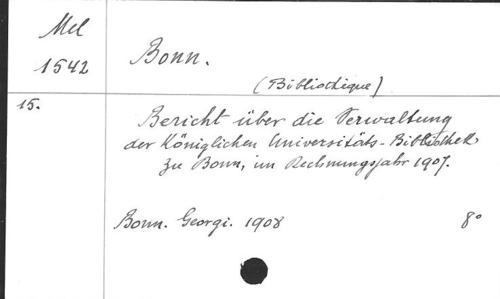 Mel
1542
Bonn.
(Bibliothèque)
15.
Bericht über die Verwaltung
der Königlichen Universitäts-Bibliothek
zu Bonn, im Rechnungsjahr 1907.
Bonn. Georgi. 1908
8°